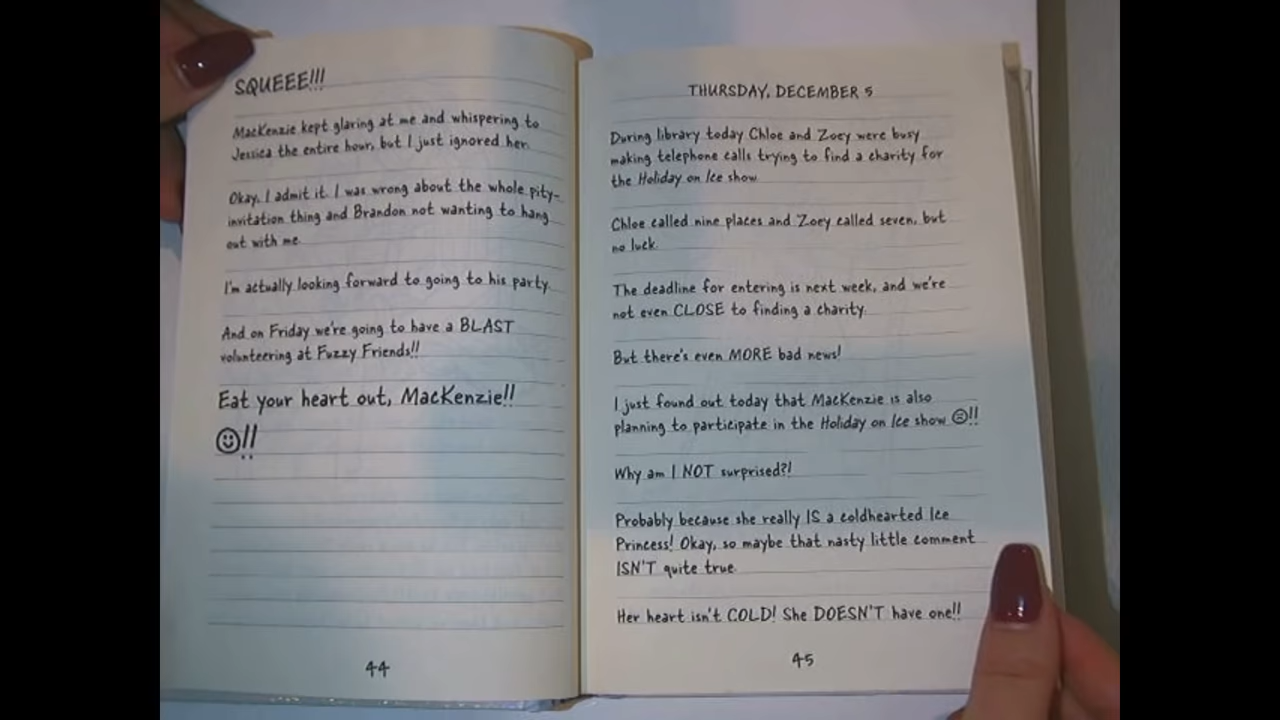 SQUEEE!!!
MacKenzie kept glaring at me and whispering to
Jessica the entire hour, but I just ignored her.
Okay, I admit it. I was wrong about the whole pity-
invitation thing and Brandon not wanting to hang
out with me.
I'm actually looking forward to going to his party.
And on Friday we're going to have a BLAST
volunteering at Fuzzy Friends!!
Eat your heart out, MacKenzie!!
☺!!
44
THURSDAY, DECEMBER 5
During library today Chloe and Zoey were busy
making telephone calls trying to find a charity for
the Holiday on Ice show.
Chloe called nine places and Zoey called seven, but
no luck.
The deadline for entering is next week, and we're
not even CLOSE to finding a charity.
But there's even MORE bad news!
I just found out today that MacKenzie is also
planning to participate in the Holiday on Ice show ☹!!
Why am I NOT surprised?!
Probably because she really IS a coldhearted Ice
Princess! Okay, so maybe that nasty little comment
ISN'T quite true.
Her heart isn't COLD! She DOESN'T have one!!
45